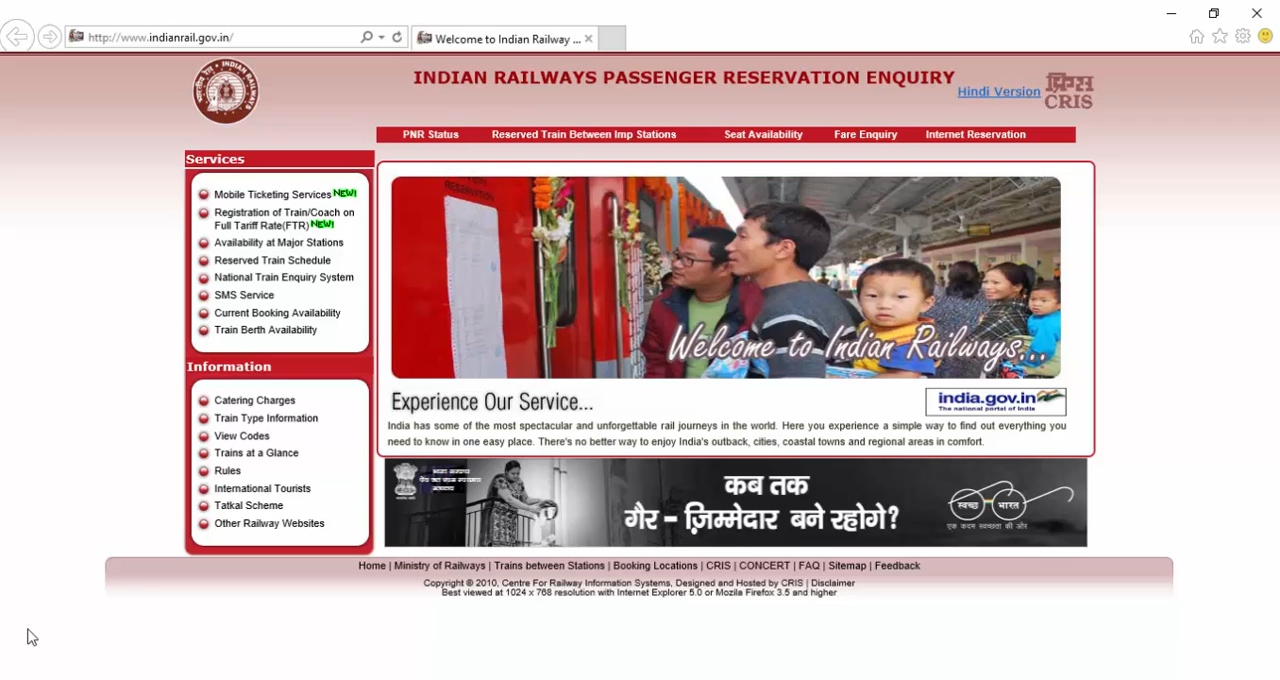 http://www.indianrail.gov.in/
Welcome to Indian Railway ...
INDIAN RAILWAYS
INDIAN RAILWAYS PASSENGER RESERVATION ENQUIRY
Hindi Version
क्रिस
CRIS
PNR Status
Reserved Train Between Imp Stations
Seat Availability
Fare Enquiry
Internet Reservation
Services
Mobile Ticketing Services NEW!
Registration of Train/Coach on
Full Tariff Rate(FTR) NEW!
Availability at Major Stations
Reserved Train Schedule
National Train Enquiry System
SMS Service
Current Booking Availability
Train Berth Availability
Information
Catering Charges
Train Type Information
View Codes
Trains at a Glance
Rules
International Tourists
Tatkal Scheme
Other Railway Websites
RESERVATION
Welcome to Indian Railways...
Experience Our Service...
india.gov.in
The national portal of India
India has some of the most spectacular and unforgettable rail journeys in the world. Here you experience a simple way to find out everything you
need to know in one easy place. There's no better way to enjoy India's outback, cities, coastal towns and regional areas in comfort.
कब तक
गैर - ज़िम्मेदार बने रहोगे?
स्वच्छ भारत
एक कदम स्वच्छता की ओर
Home | Ministry of Railways | Trains between Stations | Booking Locations | CRIS | CONCERT | FAQ | Sitemap | Feedback
Copyright © 2010, Centre For Railway Information Systems, Designed and Hosted by CRIS | Disclaimer
Best viewed at 1024 x 768 resolution with Internet Explorer 5.0 or Mozila Firefox 3.5 and higher